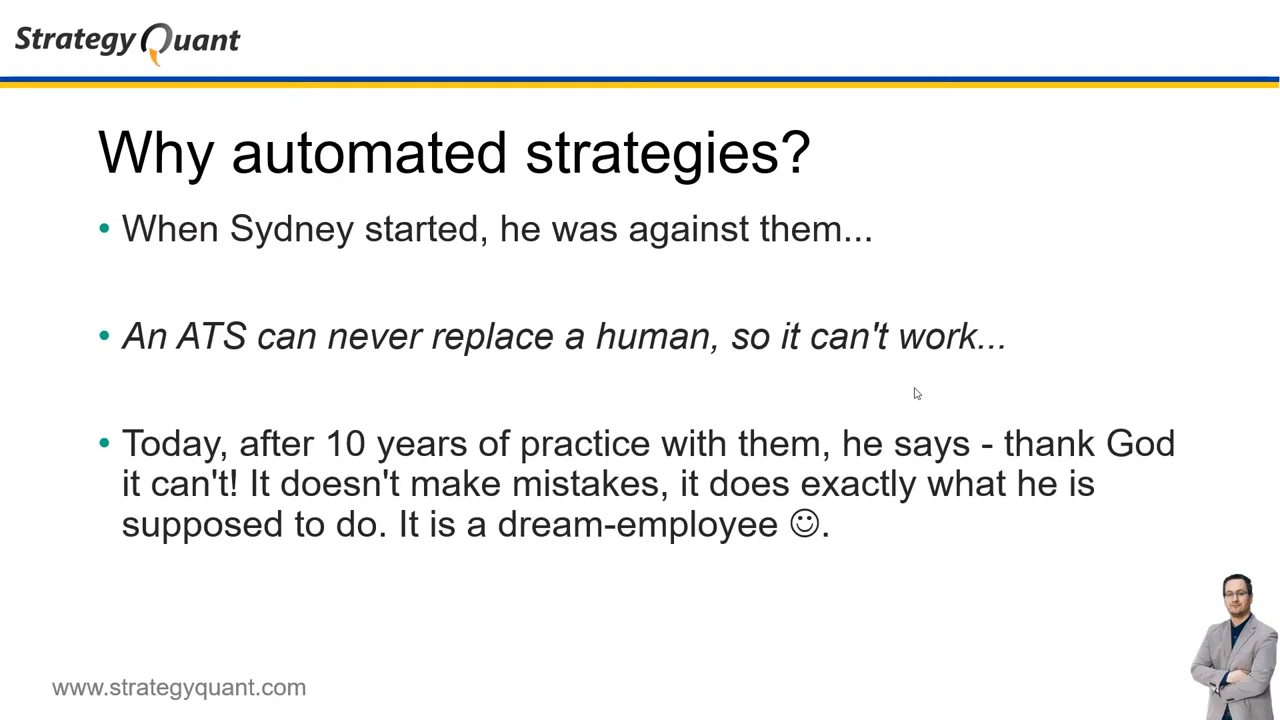 Strategy Quant
Why automated strategies?
• When Sydney started, he was against them...
• An ATS can never replace a human, so it can't work...
• Today, after 10 years of practice with them, he says - thank God
it can't! It doesn't make mistakes, it does exactly what he is
supposed to do. It is a dream-employee ☺.
www.strategyquant.com